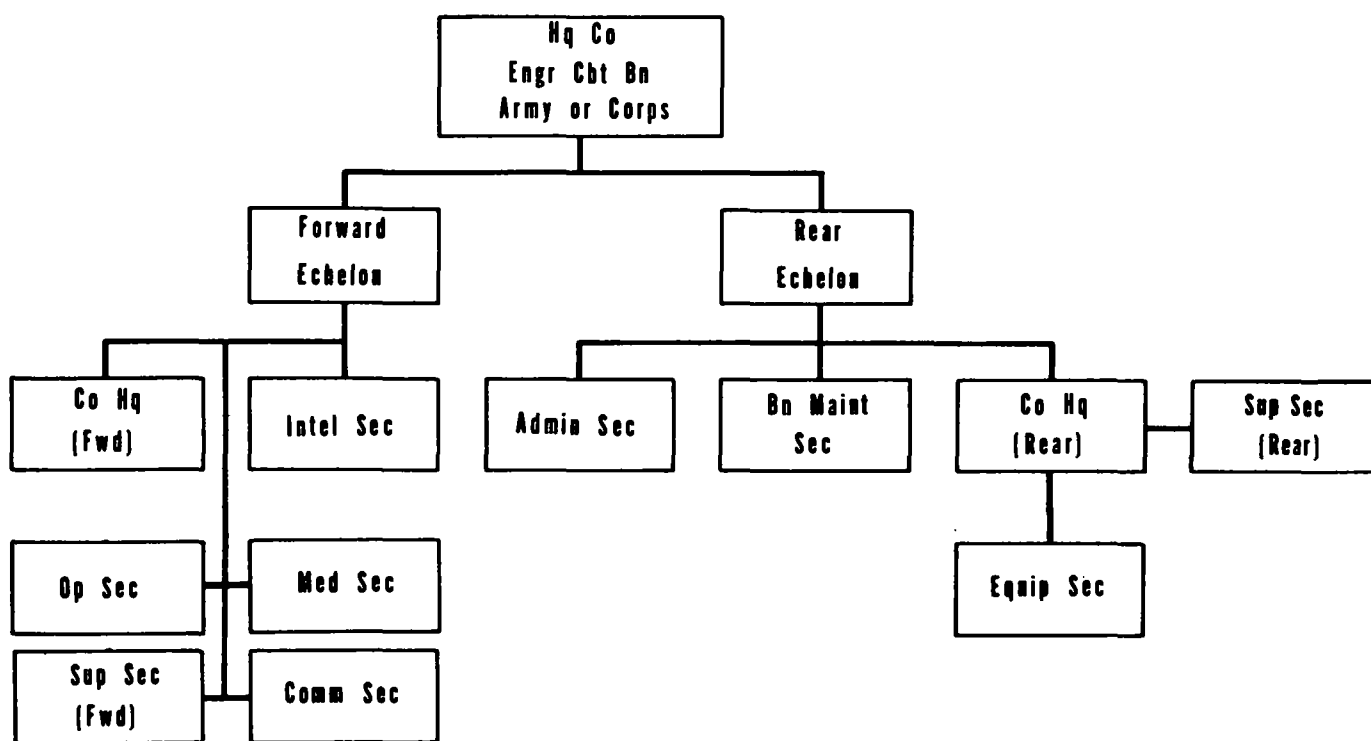 Hq Co
Engr Cbt Bn
Army or Corps
Forward
Echelon
Rear
Echelon
Co Hq
(Fwd)
Intel Sec
Admin Sec
Bn Maint
Sec
Co Hq
(Rear)
Sup Sec
(Rear)
Op Sec
Med Sec
Equip Sec
Sup Sec
(Fwd)
Comm Sec